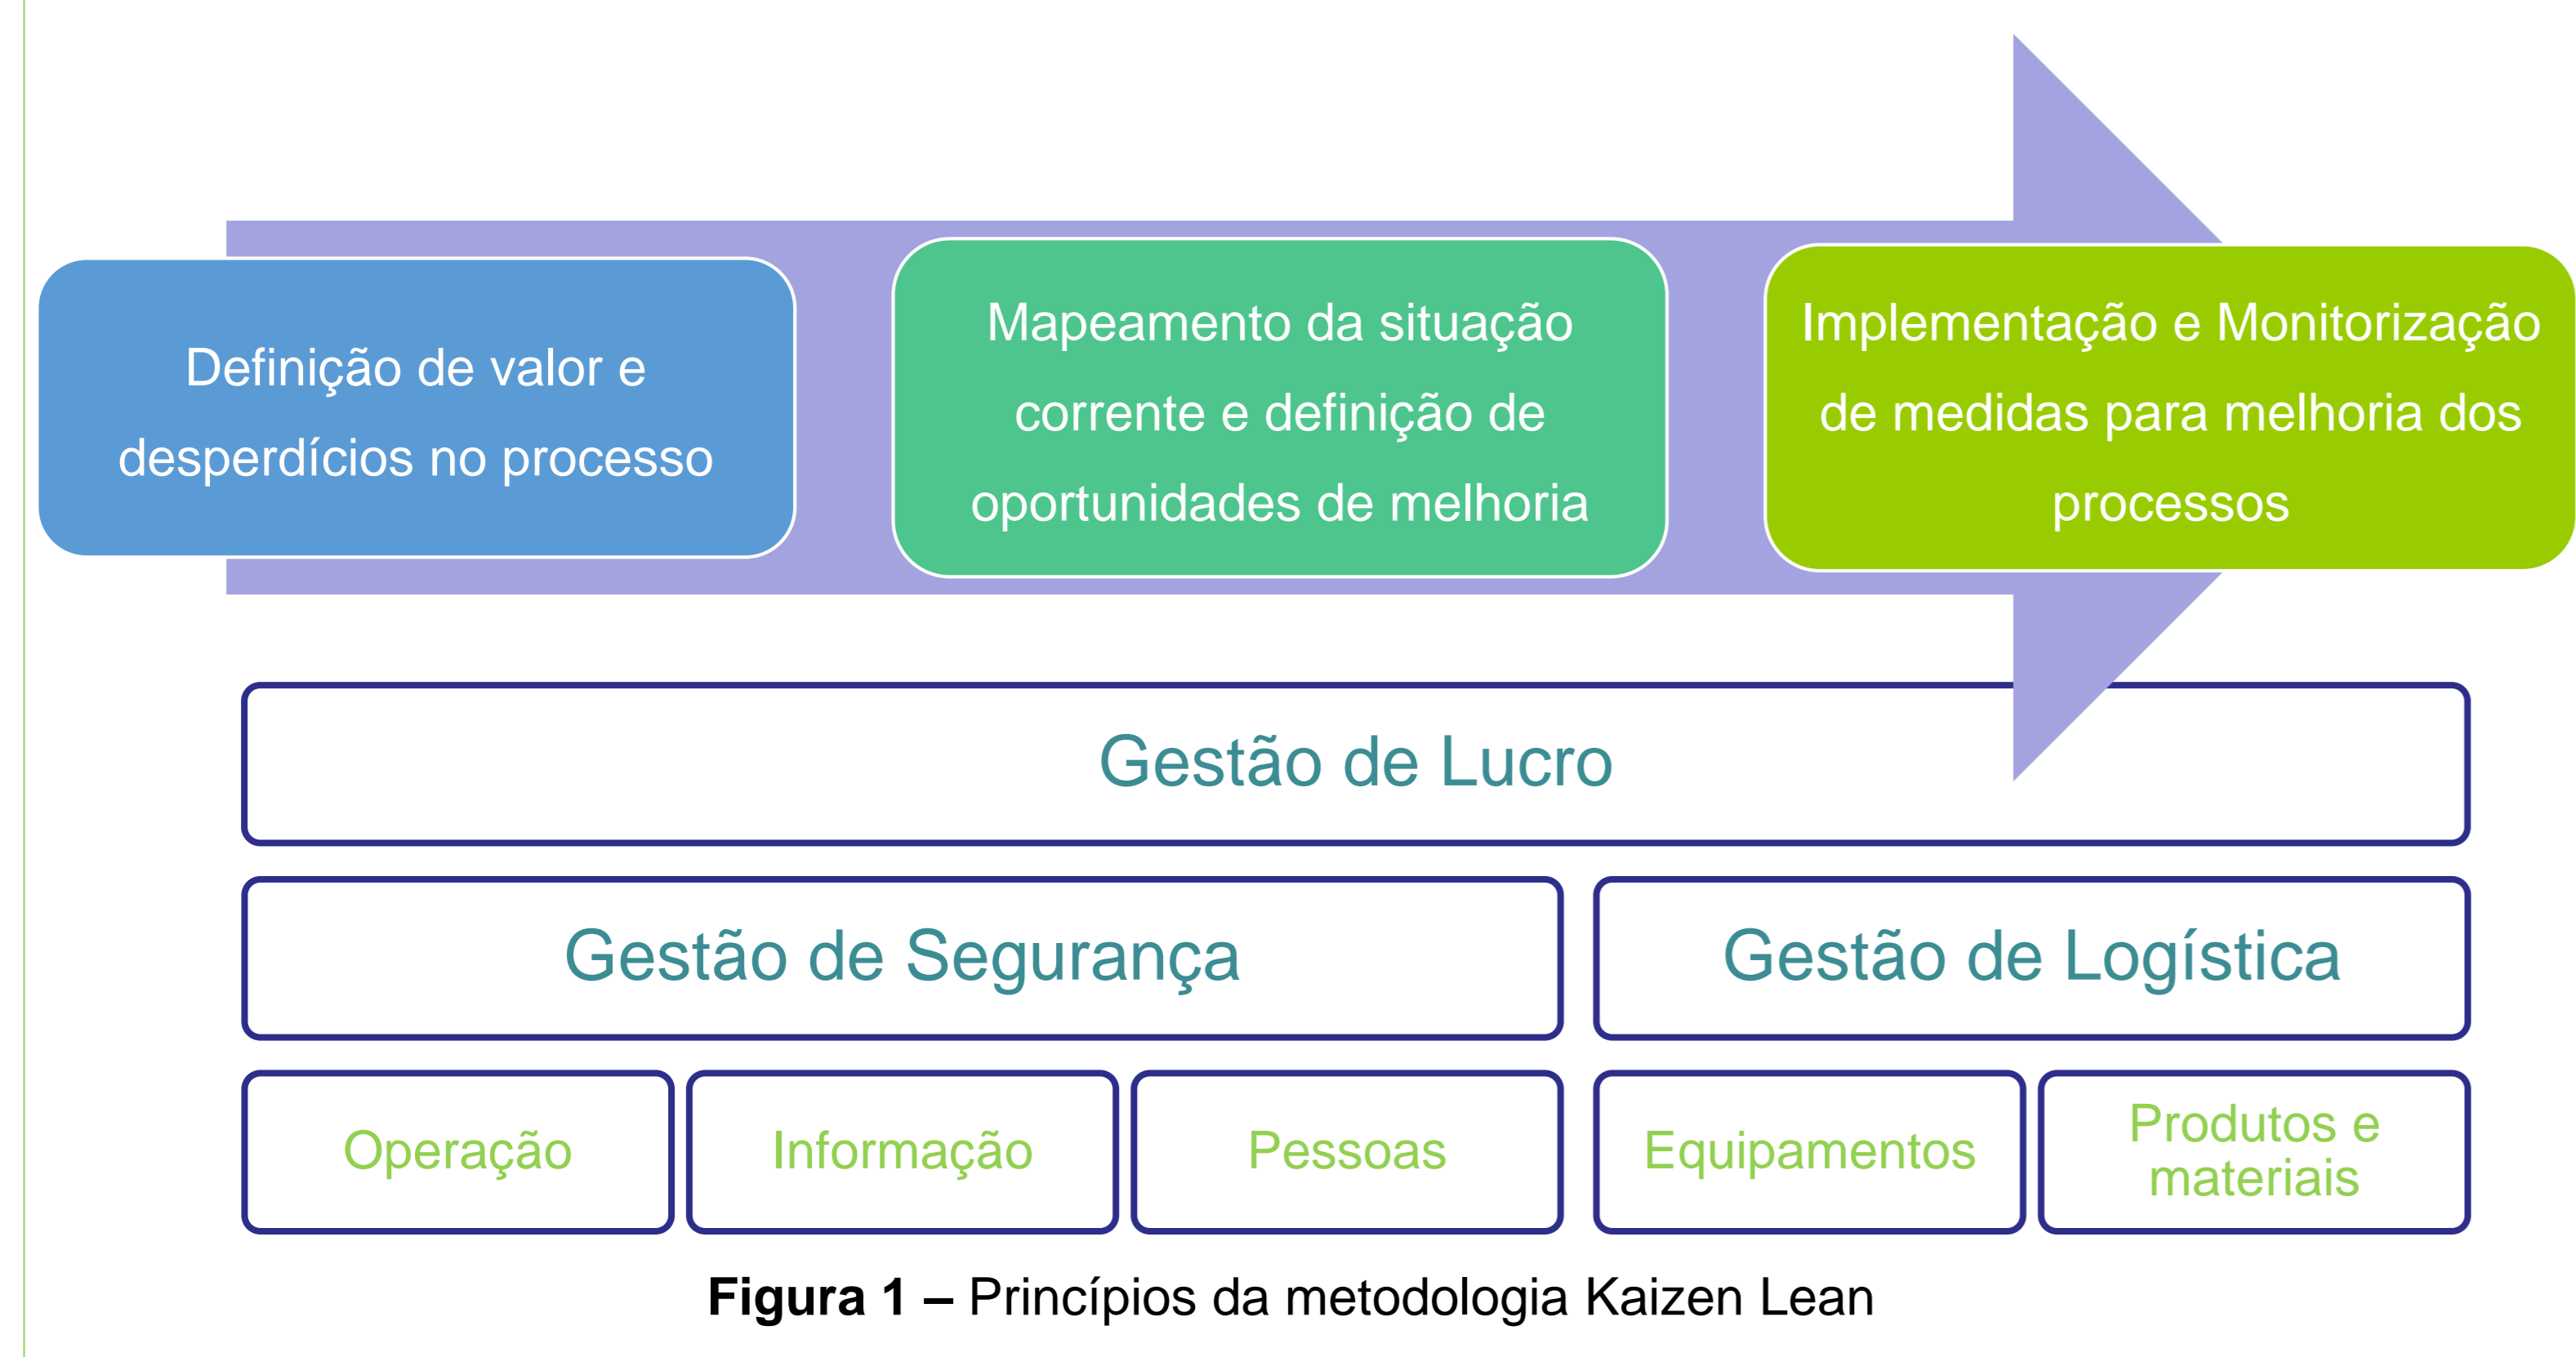 Definição de valor e
desperdícios no processo
Mapeamento da situação
corrente e definição de
oportunidades de melhoria
Implementação e Monitorização
de medidas para melhoria dos
processos
Gestão de Lucro
Gestão de Segurança
Gestão de Logística
Operação
Informação
Pessoas
Equipamentos
Produtos e
materiais
Figura 1 – Princípios da metodologia Kaizen Lean